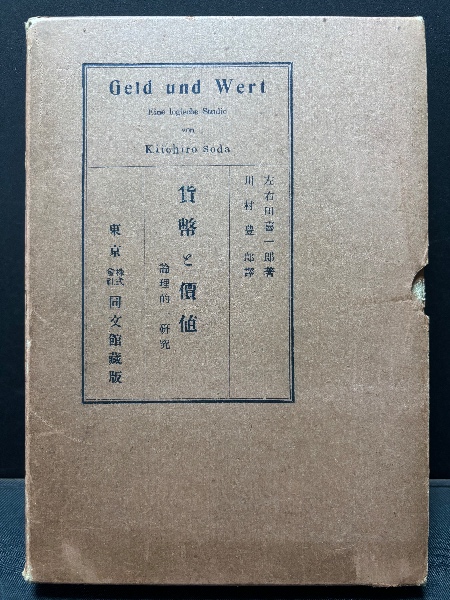 Geld und Wert
Eine logische Studie
von
Kiichiro Soda
左右田喜一郎著
川村豊郎譯
貨幣と價値
論理的研究
東京 株式會社 同文館藏版